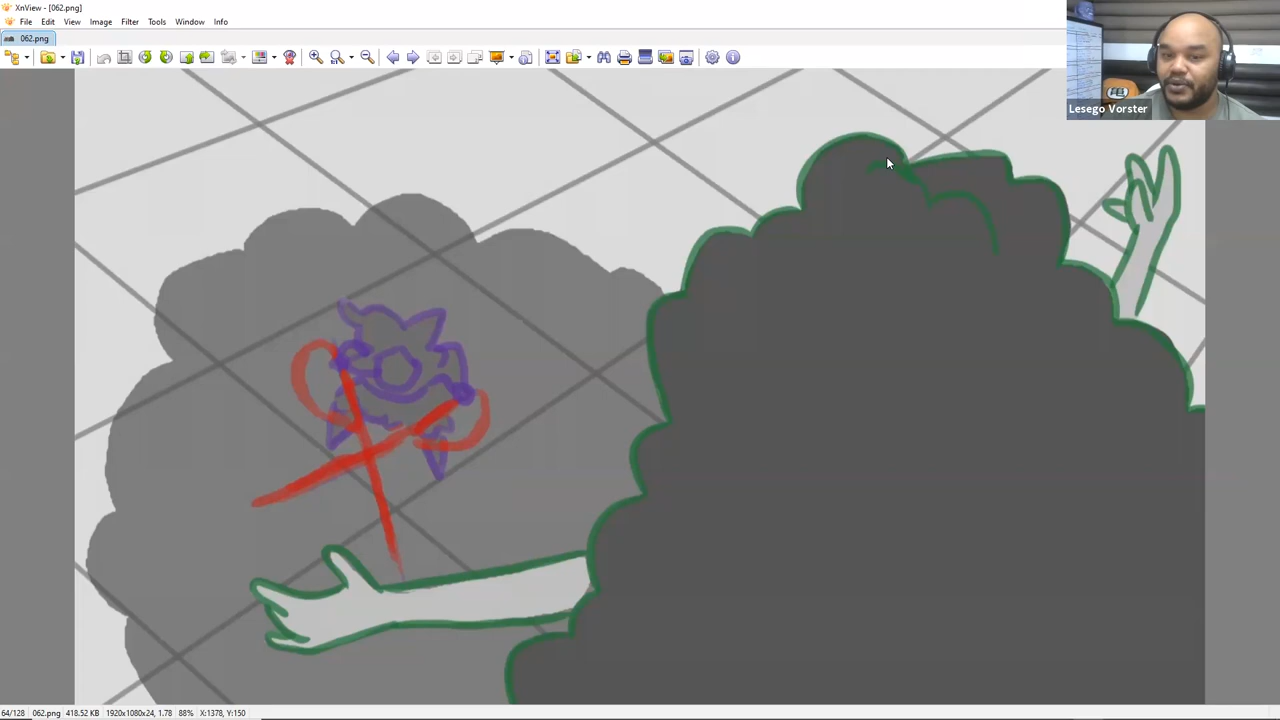 XnView - [062.png]
File Edit View Image Filter Tools Window Info
062.png
Lesego Vorster
64/128 062.png 418.52 KB 1920x1080x24, 1.78 88% X:1378, Y:150